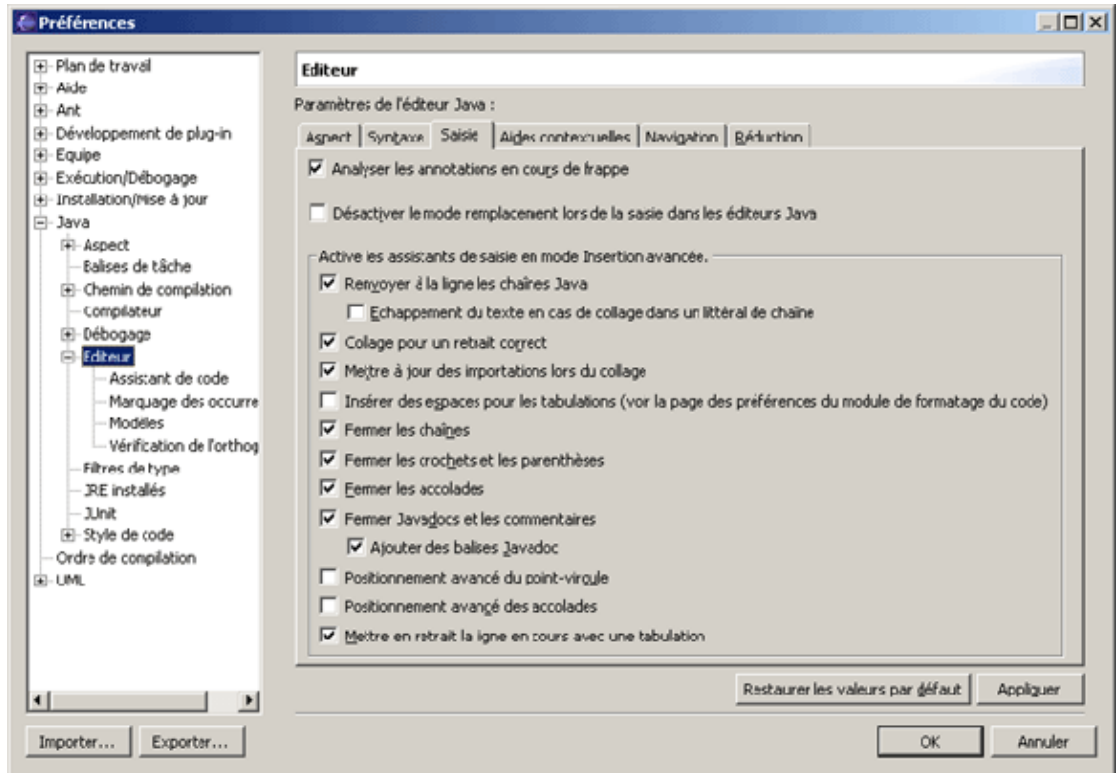 Préférences
Plan de travail
Aide
Ant
Développement de plug-in
Equipe
Exécution/Débogage
Installation/Mise à jour
Java
Aspect
Balises de tâche
Chemin de compilation
Compilateur
Débogage
Editeur
Assistant de code
Marquage des occurre
Modèles
Vérification de l'orthog
Filtres de type
JRE installés
JUnit
Style de code
Ordre de compilation
UML
Importer...
Exporter...
Editeur
Paramètres de l'éditeur Java :
Aspect Syntaxe Saisie Aides contextuelles Navigation Réduction
Analyser les annotations en cours de frappe
Désactiver le mode remplacement lors de la sasie dans les éditeurs Java
Active les assistants de saisie en mode Insertion avancée.
Renvoyer à la ligne les chaînes Java
Echappement du texte en cas de collage dans un littéral de chaîne
Collage pour un retrait correct
Mettre à jour des importations lors du collage
Insérer des espaces pour les tabulations (voir la page des préférences du module de formatage du code)
Fermer les chaînes
Fermer les crochets et les parenthèses
Fermer les accolades
Fermer Javadocs et les commentaires
Ajouter des balises Javadoc
Positionnement avancé du point-virgule
Positionnement avancé des accolades
Mettre en retrait la ligne en cours avec une tabulation
Restaurer les valeurs par défaut
Appliquer
OK
Annuler